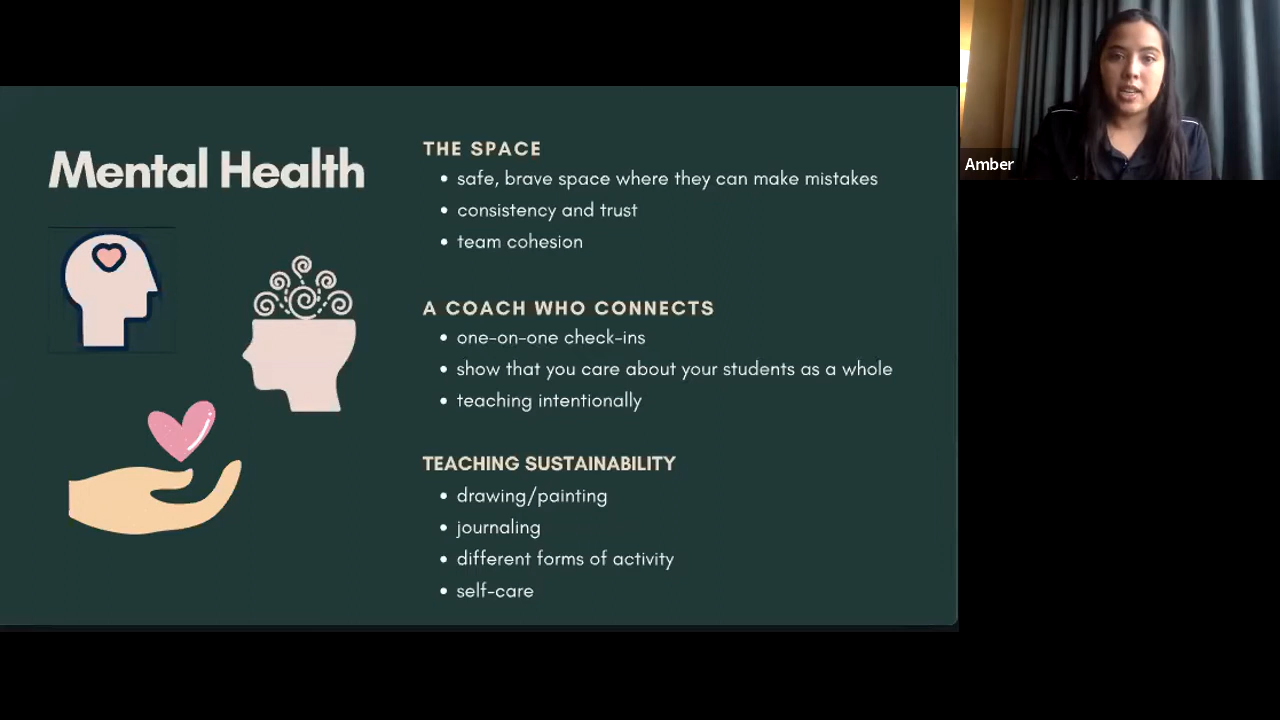 Mental Health
THE SPACE
• safe, brave space where they can make mistakes
• consistency and trust
• team cohesion
A COACH WHO CONNECTS
• one-on-one check-ins
• show that you care about your students as a whole
• teaching intentionally
TEACHING SUSTAINABILITY
• drawing/painting
• journaling
• different forms of activity
• self-care
Amber